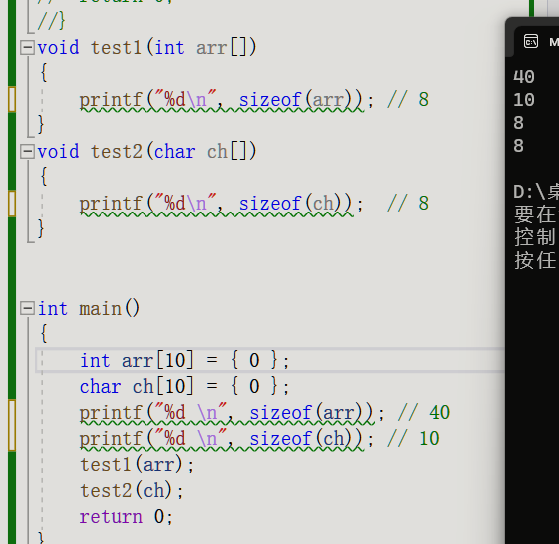 //	return 0;
//}
void test1(int arr[])
{
printf("%d\n", sizeof(arr)); // 8
}
void test2(char ch[])
{
printf("%d\n", sizeof(ch));  // 8
}
int main()
{
int arr[10] = { 0 };
char ch[10] = { 0 };
printf("%d \n", sizeof(arr)); // 40
printf("%d \n", sizeof(ch)); // 10
test1(arr);
test2(ch);
return 0;
}
40
10
8
8
D:\桌
要在
控制
按任